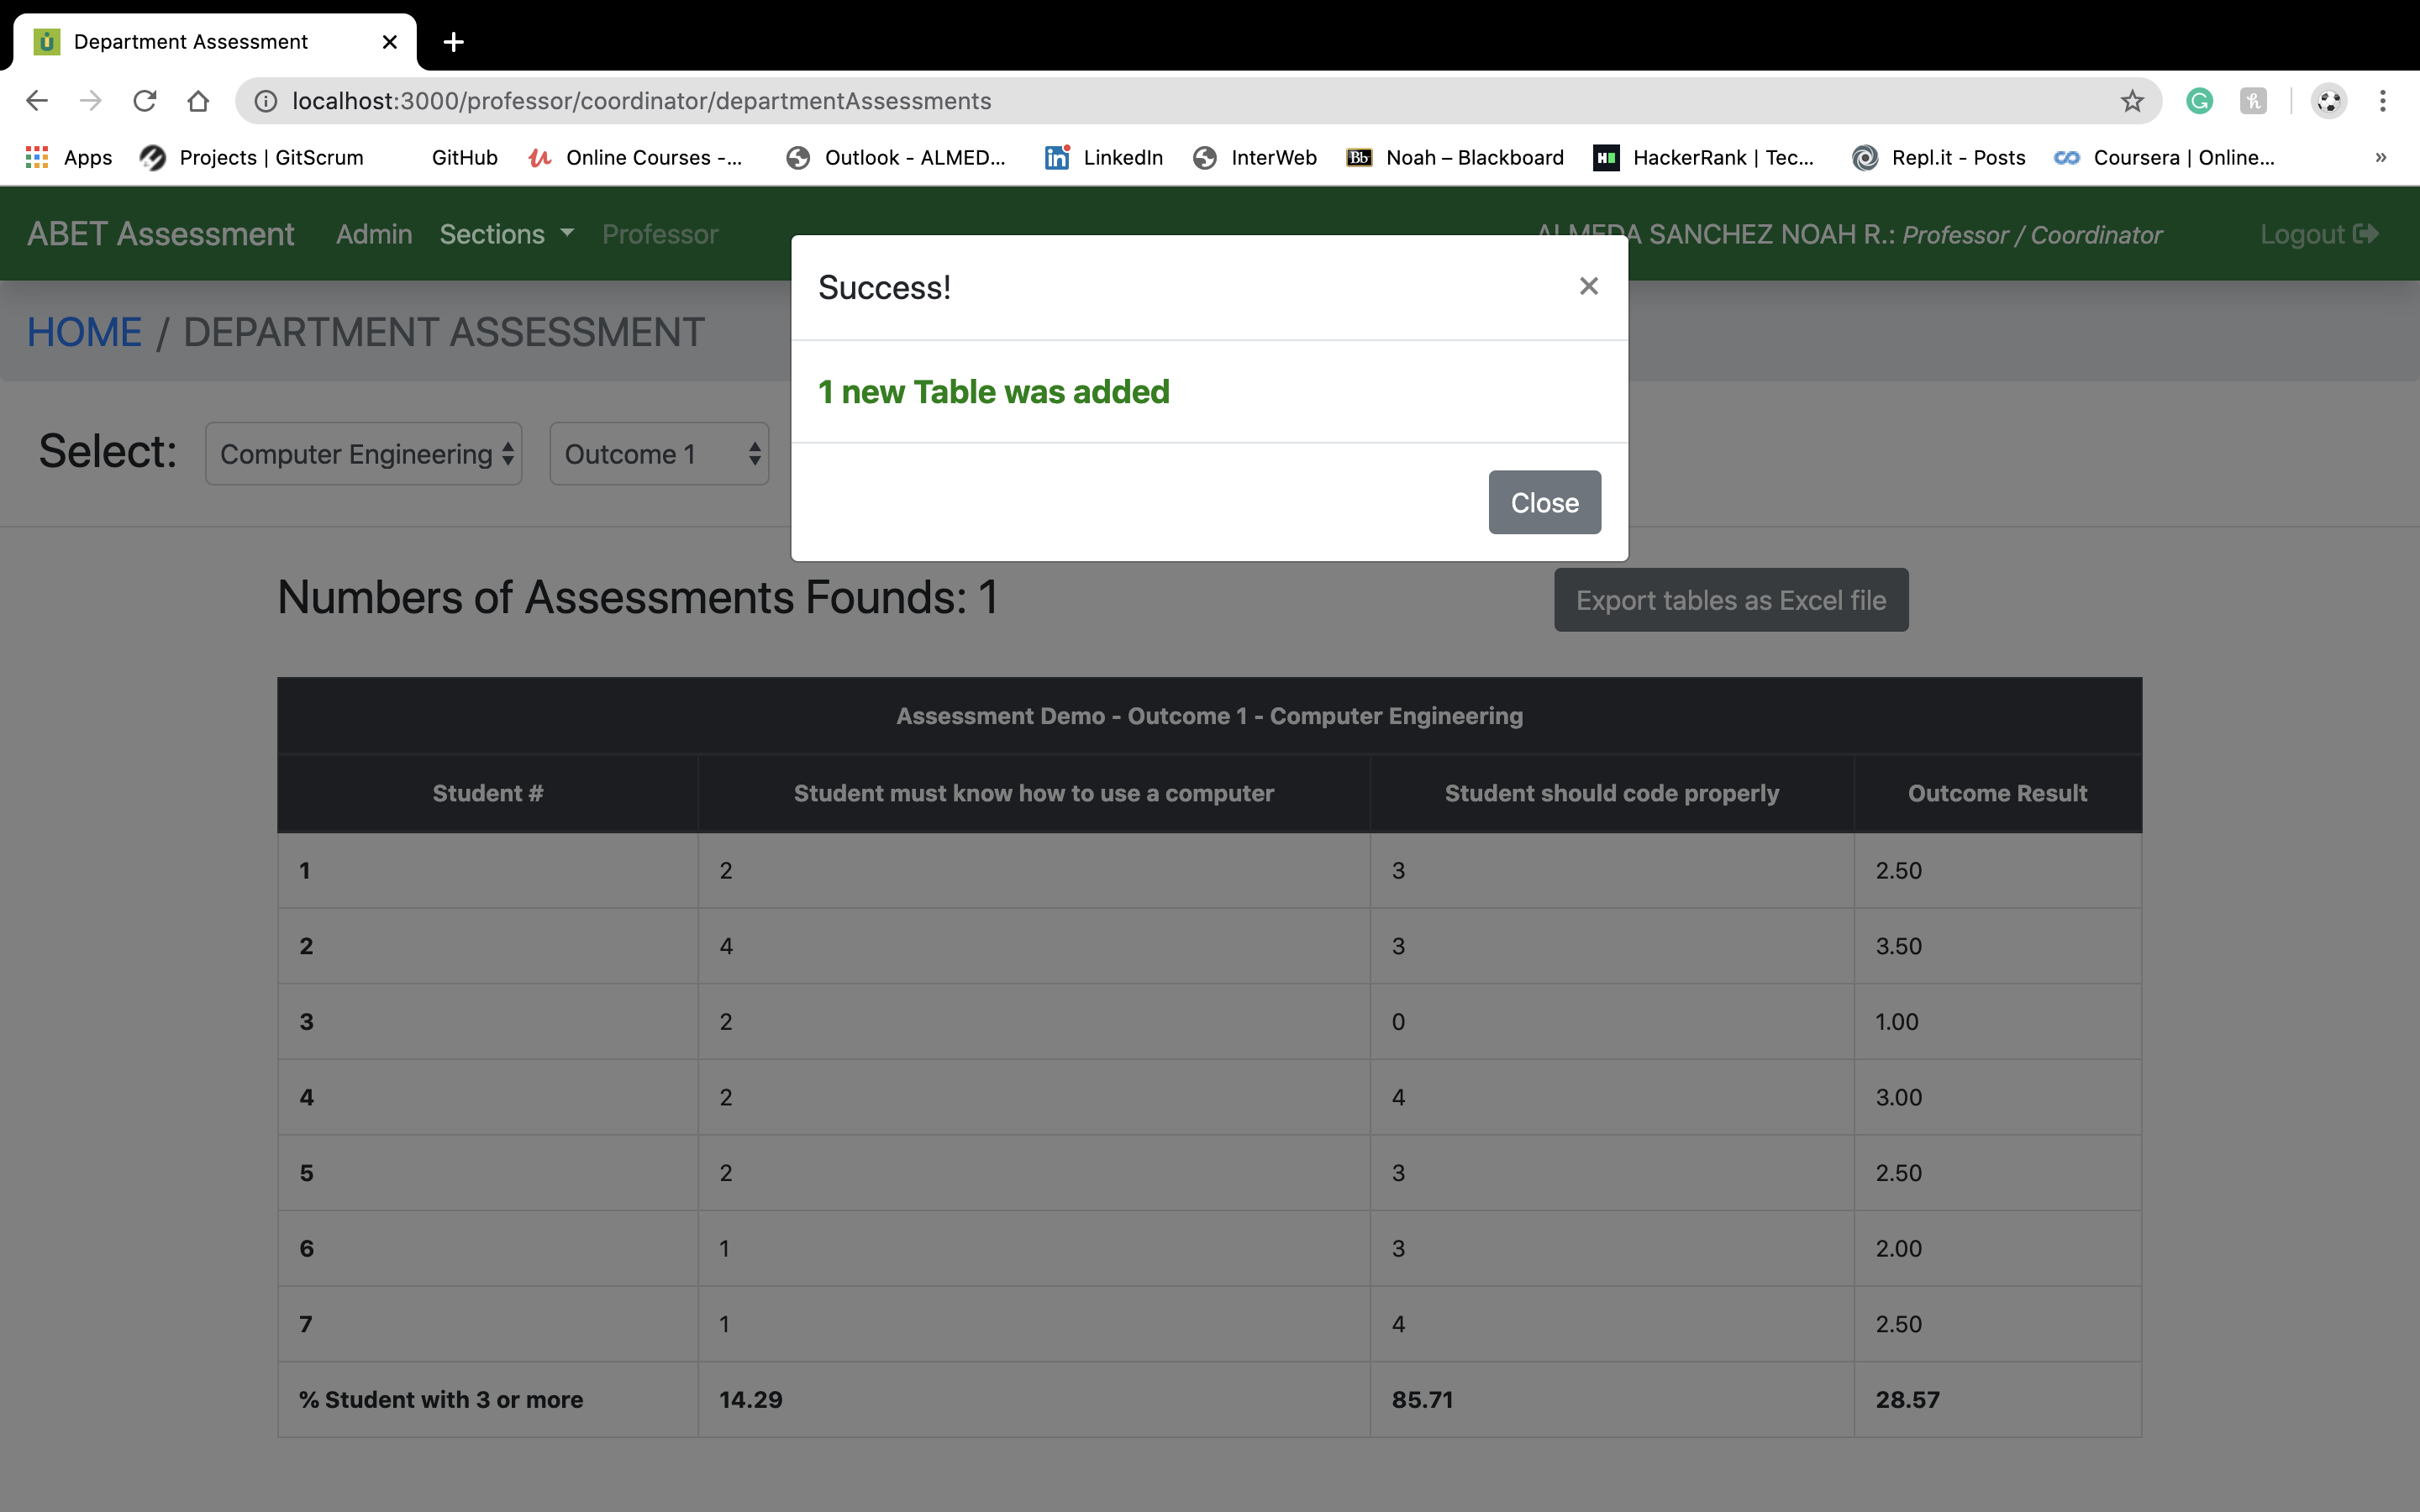 Department Assessment
localhost:3000/professor/coordinator/departmentAssessments
Apps Projects | GitScrum GitHub Online Courses -... Outlook - ALMED... LinkedIn InterWeb Bb Noah – Blackboard HackerRank | Tec... Repl.it - Posts Coursera | Online... »
ABET Assessment Admin Sections Professor ALMEDA SANCHEZ NOAH R.: Professor / Coordinator Logout
Success! ×
HOME / DEPARTMENT ASSESSMENT
1 new Table was added
Select: Computer Engineering Outcome 1
Close
Numbers of Assessments Founds: 1 Export tables as Excel file
Assessment Demo - Outcome 1 - Computer Engineering
Student # Student must know how to use a computer Student should code properly Outcome Result
1 2 3 2.50
2 4 3 3.50
3 2 0 1.00
4 2 4 3.00
5 2 3 2.50
6 1 3 2.00
7 1 4 2.50
% Student with 3 or more 14.29 85.71 28.57